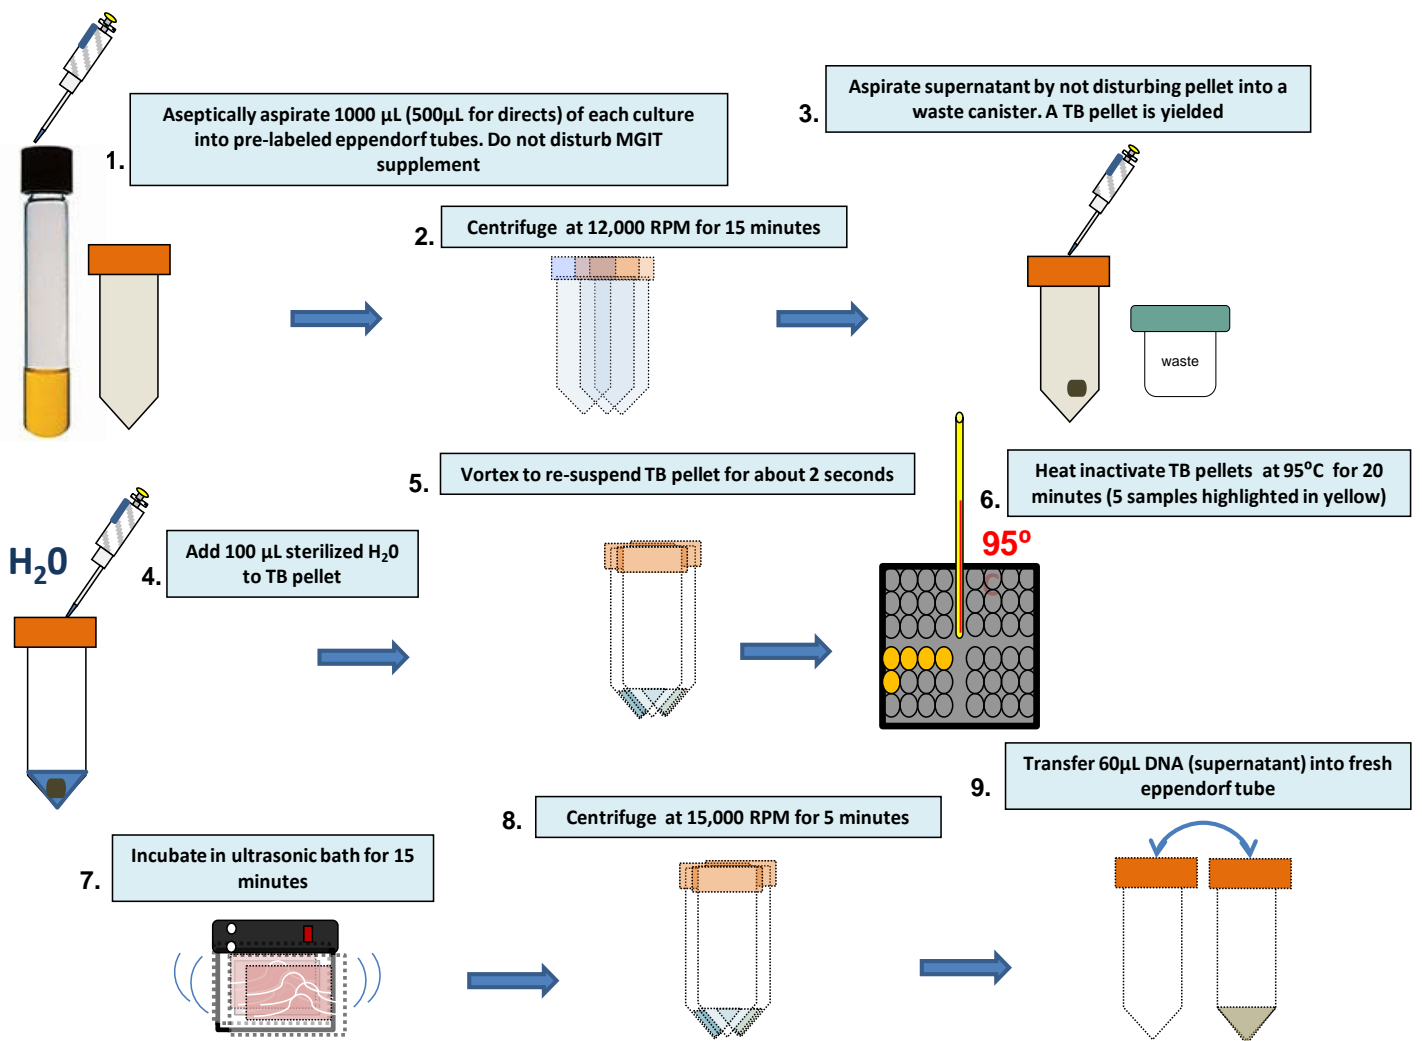 1.
Aseptically aspirate 1000 µL (500µL for directs) of each culture
into pre-labeled eppendorf tubes. Do not disturb MGIT
supplement
2.
Centrifuge at 12,000 RPM for 15 minutes
3.
Aspirate supernatant by not disturbing pellet into a
waste canister. A TB pellet is yielded
waste
H₂0
4.
Add 100 µL sterilized H₂0
to TB pellet
5.
Vortex to re-suspend TB pellet for about 2 seconds
6.
Heat inactivate TB pellets at 95⁰C for 20
minutes (5 samples highlighted in yellow)
95⁰
C
7.
Incubate in ultrasonic bath for 15
minutes
8.
Centrifuge at 15,000 RPM for 5 minutes
9.
Transfer 60µL DNA (supernatant) into fresh
eppendorf tube